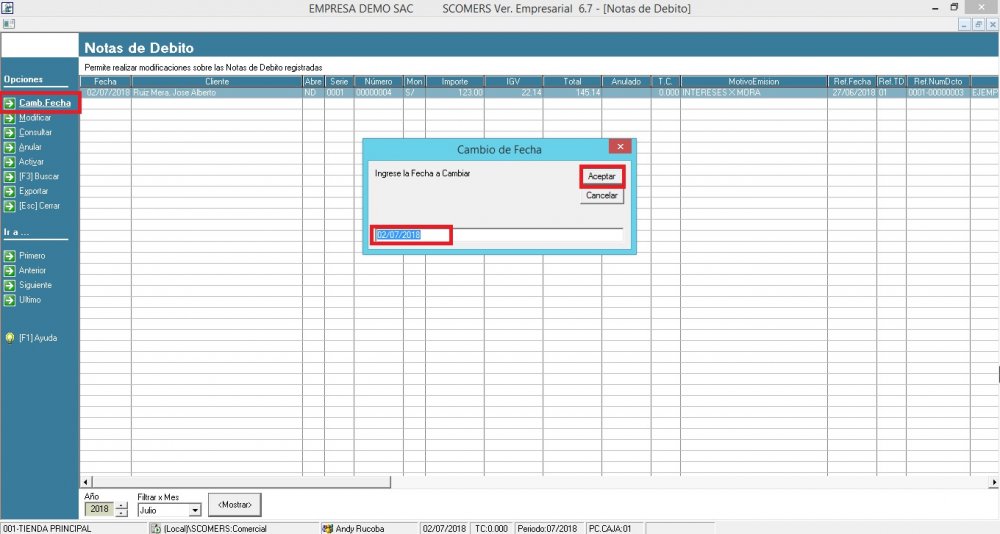 EMPRESA DEMO SAC SCOMERS Ver. Empresarial 6.7 - [Notas de Debito]
Notas de Debito
Permite realizar modificaciones sobre las Notas de Debito registradas
Opciones
Camb.Fecha
Modificar
Consultar
Anular
Activar
[F3] Buscar
Exportar
[Esc] Cerrar
Ir a ...
Primero
Anterior
Siguiente
Ultimo
[F1] Ayuda
Fecha Cliente Abre Serie Número Mon Importe IGV Total Anulado T.C. MotivoEmision Ref.Fecha Ref.TD Ref.NumDcto
02/07/2018 Ruiz Mera, Jose Alberto ND 0001 00000004 S/ 123.00 22.14 145.14 0.000 INTERESES X MORA 27/06/2018 01 0001-00000003 EJEMP
Cambio de Fecha
Ingrese la Fecha a Cambiar
Aceptar
Cancelar
02/07/2018
Año Filtrar x Mes
2018 Julio <Mostrar>
001-TIENDA PRINCIPAL (Local)\SCOMERS:Comercial Andy Rucoba 02/07/2018 TC:0.000 Periodo:07/2018 PC.CAJA:01